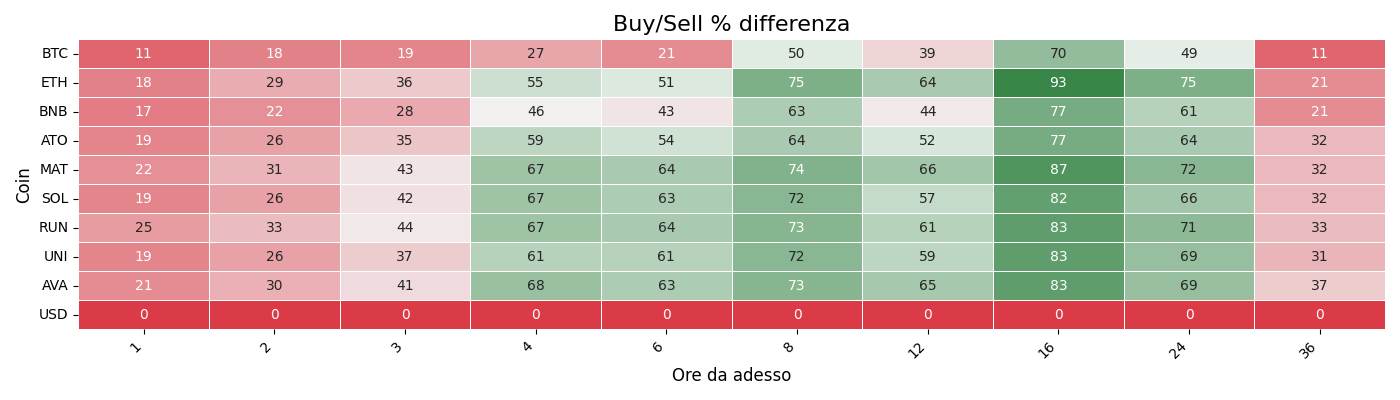 Buy/Sell % differenza
Coin
BTC 11 18 19 27 21 50 39 70 49 11
ETH 18 29 36 55 51 75 64 93 75 21
BNB 17 22 28 46 43 63 44 77 61 21
ATO 19 26 35 59 54 64 52 77 64 32
MAT 22 31 43 67 64 74 66 87 72 32
SOL 19 26 42 67 63 72 57 82 66 32
RUN 25 33 44 67 64 73 61 83 71 33
UNI 19 26 37 61 61 72 59 83 69 31
AVA 21 30 41 68 63 73 65 83 69 37
USD 0 0 0 0 0 0 0 0 0 0
1 2 3 4 6 8 12 16 24 36
Ore da adesso